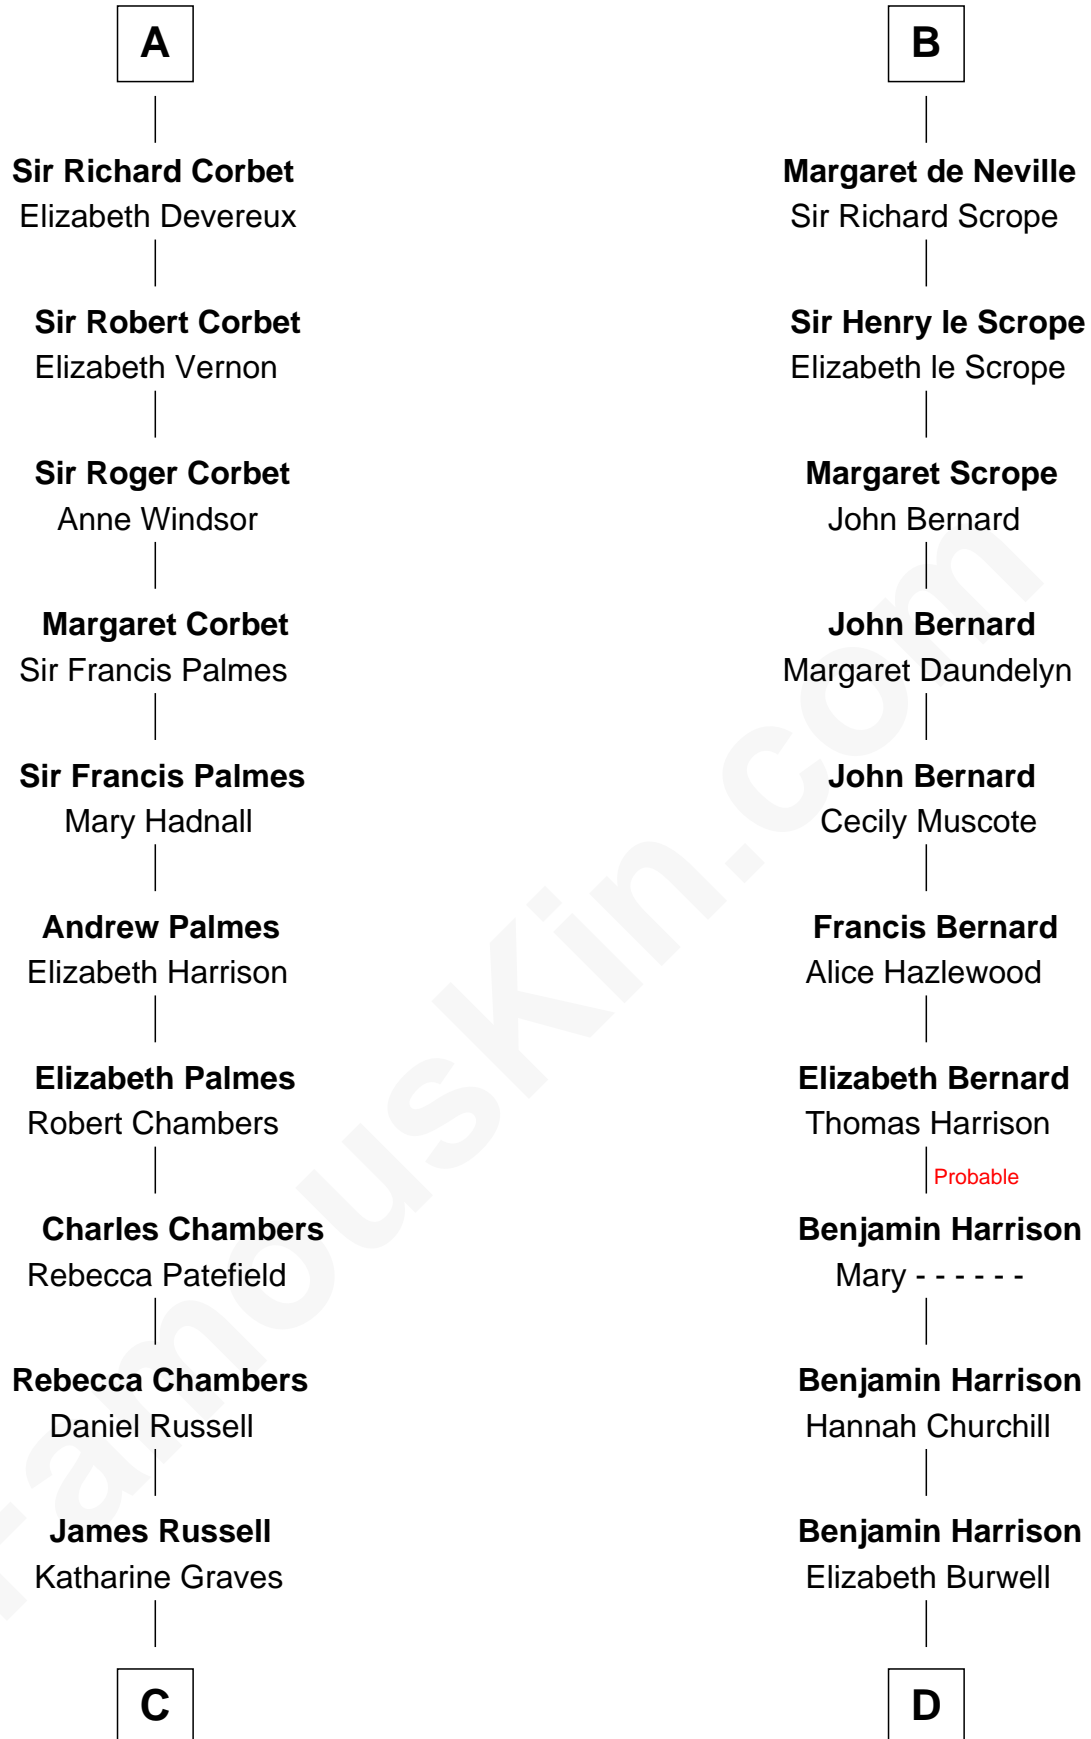 A
Sir Richard Corbet
Elizabeth Devereux
Sir Robert Corbet
Elizabeth Vernon
Sir Roger Corbet
Anne Windsor
Margaret Corbet
Sir Francis Palmes
Sir Francis Palmes
Mary Hadnall
Andrew Palmes
Elizabeth Harrison
Elizabeth Palmes
Robert Chambers
Charles Chambers
Rebecca Patefield
Rebecca Chambers
Daniel Russell
James Russell
Katharine Graves
C
B
Margaret de Neville
Sir Richard Scrope
Sir Henry le Scrope
Elizabeth le Scrope
Margaret Scrope
John Bernard
John Bernard
Margaret Daundelyn
John Bernard
Cecily Muscote
Francis Bernard
Alice Hazlewood
Elizabeth Bernard
Thomas Harrison
Probable
Benjamin Harrison
Mary - - - - - -
Benjamin Harrison
Hannah Churchill
Benjamin Harrison
Elizabeth Burwell
D
FamousKin.com